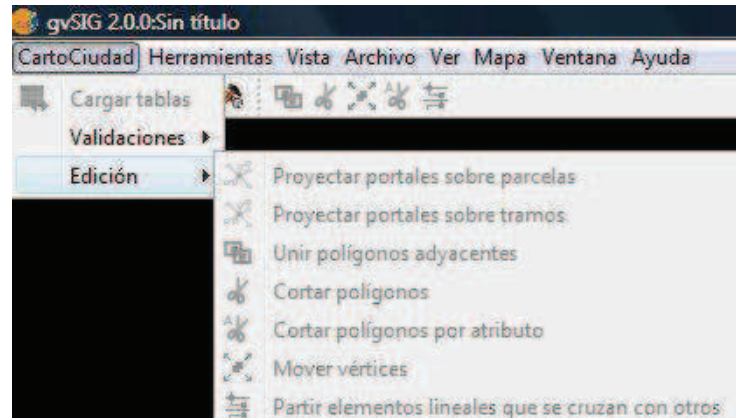 gvSIG 2.0.0:Sin título
CartoCiudad Herramientas Vista Archivo Ver Mapa Ventana Ayuda
Cargar tablas
Validaciones
Edición
Proyectar portales sobre parcelas
Proyectar portales sobre tramos
Unir polígonos adyacentes
Cortar polígonos
Cortar polígonos por atributo
Mover vértices
Partir elementos lineales que se cruzan con otros